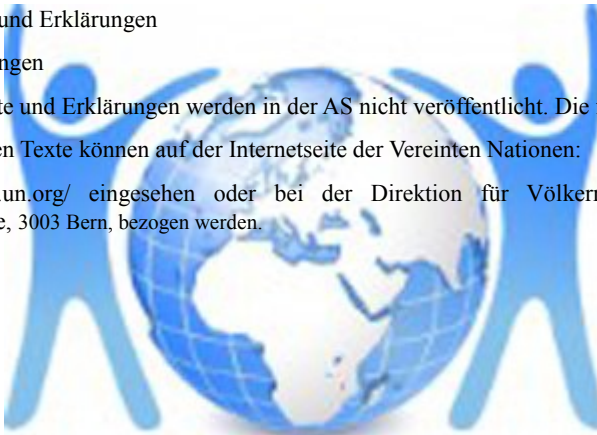 und Erklärungen
ngen
te und Erklärungen werden in der AS nicht veröffentlicht. Die
en Texte können auf der Internetseite der Vereinten Nationen:
un.org/ eingesehen oder bei der Direktion für Völker
e, 3003 Bern, bezogen werden.